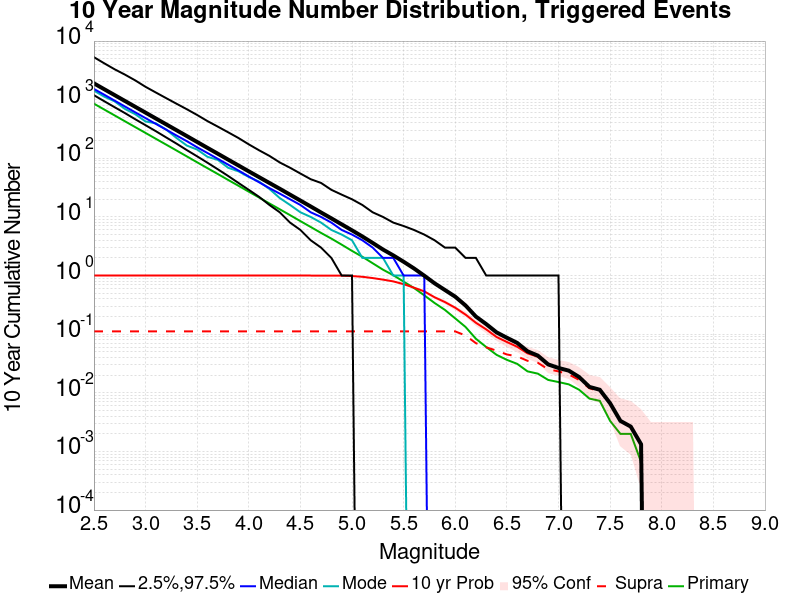 10 Year Magnitude Number Distribution, Triggered Events
10 Year Cumulative Number
10^4
10^3
10^2
10^1
10^0
10^-1
10^-2
10^-3
10^-4
2.5 3.0 3.5 4.0 4.5 5.0 5.5 6.0 6.5 7.0 7.5 8.0 8.5 9.0
Magnitude
Mean 2.5%,97.5% Median Mode 10 yr Prob 95% Conf Supra Primary